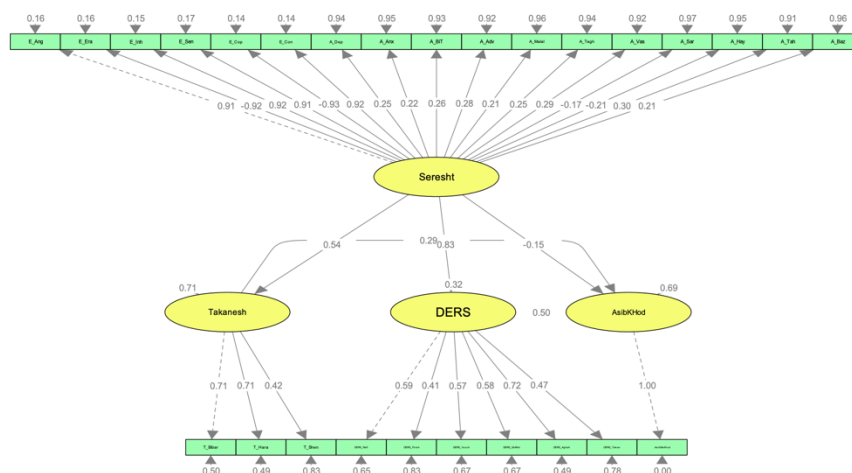 0.16 0.16 0.15 0.17 0.14 0.14 0.94 0.95 0.93 0.92 0.96 0.94 0.92 0.97 0.95 0.91 0.96
E_Ang E_Ere E_Inb E_Sen E_Cop E_Con A_Dep A_Anx A_BIT A_Adv A_Tagh A_Vas A_Sar A_Hay A_Tah A_Baz
0.91 -0.92 0.92 0.91 -0.93 0.92 0.25 0.22 0.26 0.28 0.21 0.25 0.29 -0.17 -0.21 0.30 0.21
Seresht
0.54 0.29 0.83 -0.15
0.71 0.32 0.69
Takanesh DERS 0.50 AsibKHod
0.71 0.71 0.42 0.59 0.41 0.57 0.58 0.72 0.47 1.00
T_Hara
0.50 0.49 0.83 0.65 0.83 0.67 0.67 0.49 0.78 0.00